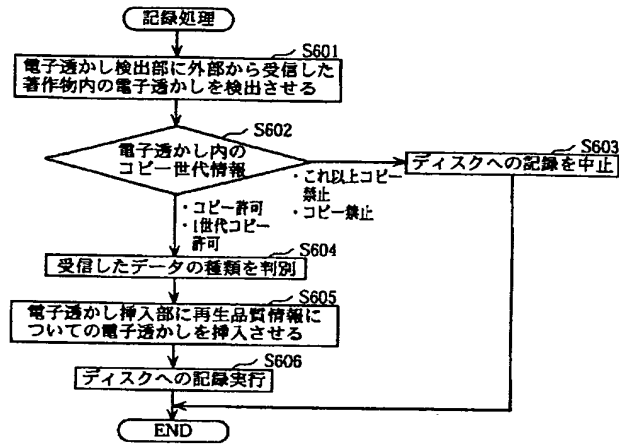 記録処理
S601
電子透かし検出部に外部から受信した
著作物内の電子透かしを検出させる
S602
電子透かし内の
コピー世代情報
S603
ディスクへの記録を中止
・これ以上コピー
禁止
・コピー禁止
・コピー許可
・1世代コピー
許可
S604
受信したデータの種類を判別
S605
電子透かし挿入部に再生品質情報に
ついての電子透かしを挿入させる
S606
ディスクへの記録実行
END